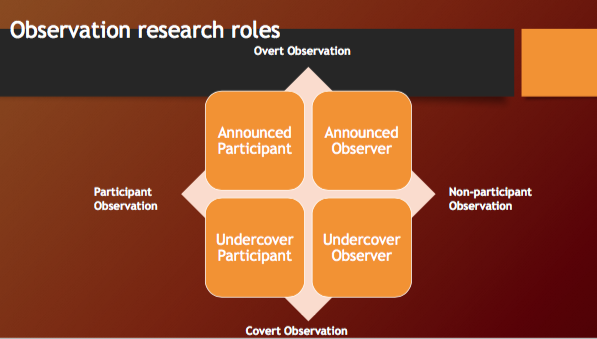 Observation research roles
Overt Observation
Announced
Participant
Announced
Observer
Participant
Observation
Non-participant
Observation
Undercover
Participant
Undercover
Observer
Covert Observation